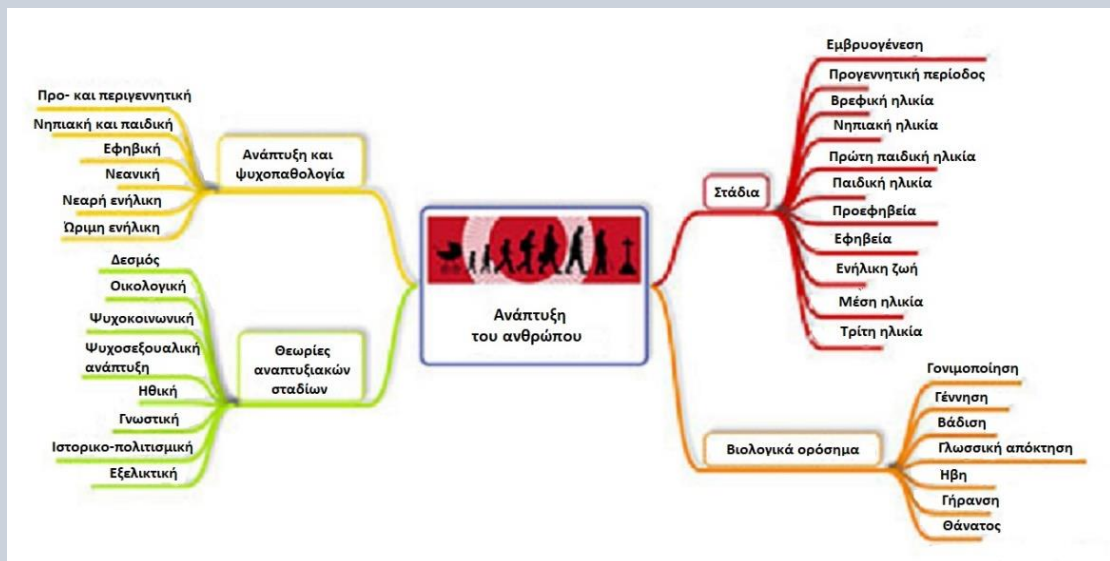 Προ- και περιγεννητική
Νηπιακή και παιδική
Εφηβική
Νεανική
Νεαρή ενήλικη
Ώριμη ενήλικη
Ανάπτυξη και
ψυχοπαθολογία
Δεσμός
Οικολογική
Ψυχοκοινωνική
Ψυχοσεξουαλική
ανάπτυξη
Ηθική
Γνωστική
Ιστορικο-πολιτισμική
Εξελικτική
Θεωρίες
αναπτυξιακών
σταδίων
Ανάπτυξη
του ανθρώπου
Στάδια
Εμβρυογένεση
Προγεννητική περίοδος
Βρεφική ηλικία
Νηπιακή ηλικία
Πρώτη παιδική ηλικία
Παιδική ηλικία
Προεφηβεία
Εφηβεία
Ενήλικη ζωή
Μέση ηλικία
Τρίτη ηλικία
Βιολογικά ορόσημα
Γονιμοποίηση
Γέννηση
Βάδιση
Γλωσσική απόκτηση
Ηβη
Γήρανση
Θάνατος